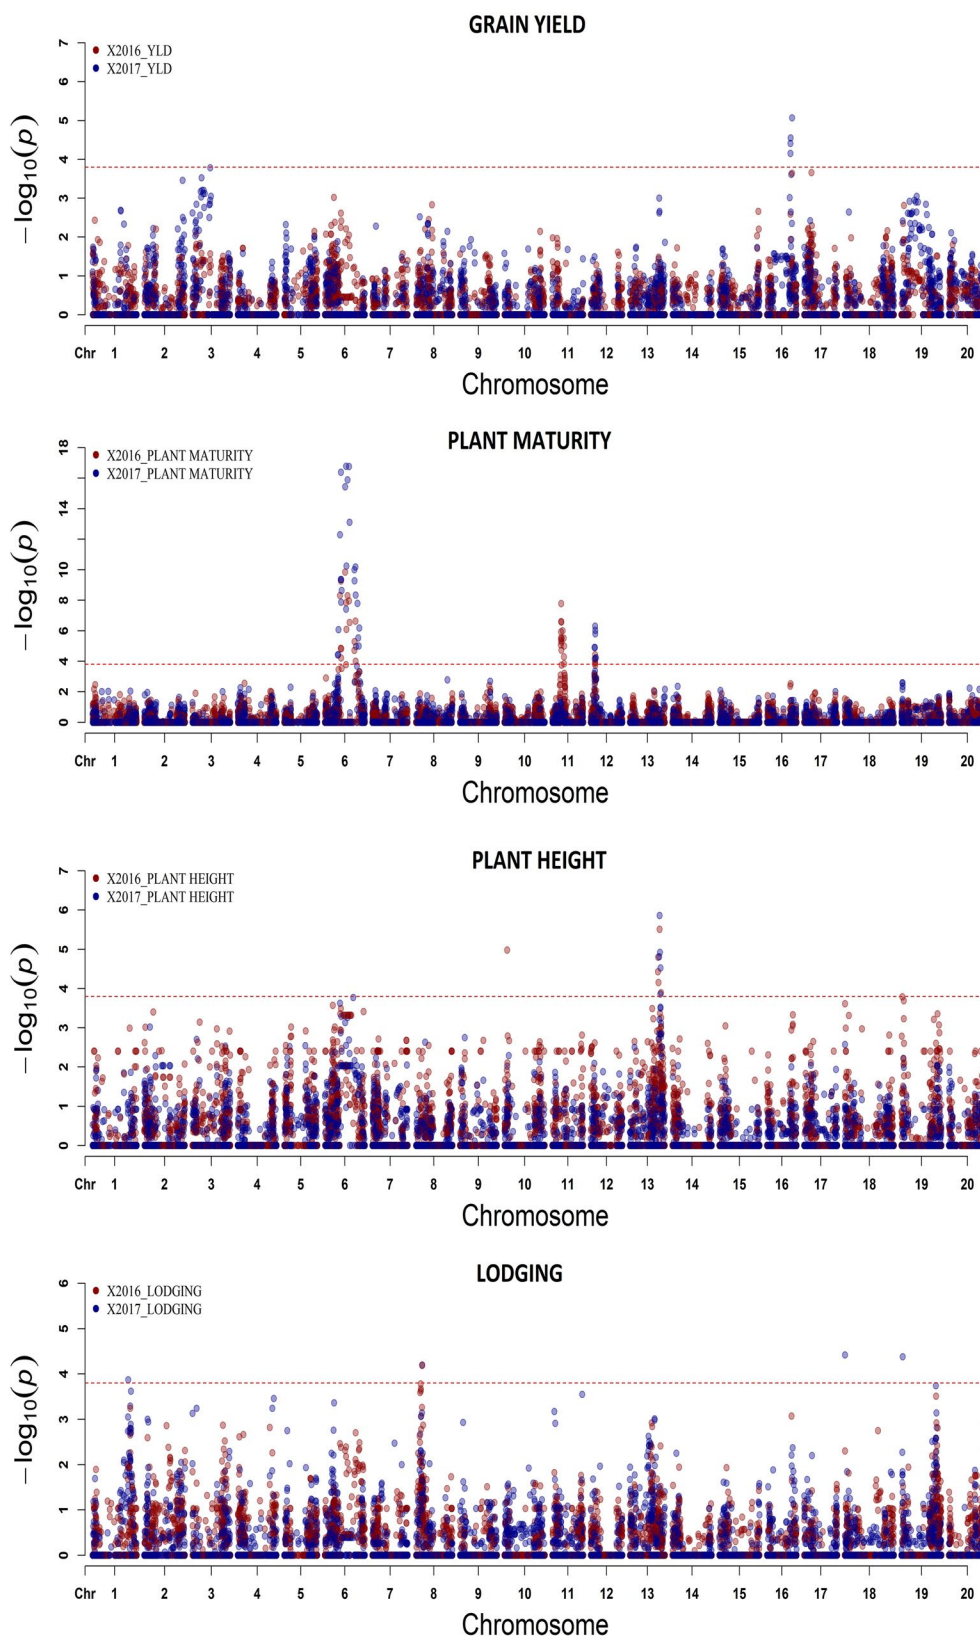 GRAIN YIELD
7
6
5
4
3
2
1
0
−log10(p)
X2016_YLD
X2017_YLD
Chr 1 2 3 4 5 6 7 8 9 10 11 12 13 14 15 16 17 18 19 20
Chromosome
PLANT MATURITY
18
14
10
8
6
4
2
0
−log10(p)
X2016_PLANT MATURITY
X2017_PLANT MATURITY
Chr 1 2 3 4 5 6 7 8 9 10 11 12 13 14 15 16 17 18 19 20
Chromosome
PLANT HEIGHT
7
6
5
4
3
2
1
0
−log10(p)
X2016_PLANT HEIGHT
X2017_PLANT HEIGHT
Chr 1 2 3 4 5 6 7 8 9 10 11 12 13 14 15 16 17 18 19 20
Chromosome
LODGING
6
5
4
3
2
1
0
−log10(p)
X2016_LODGING
X2017_LODGING
Chr 1 2 3 4 5 6 7 8 9 10 11 12 13 14 15 16 17 18 19 20
Chromosome